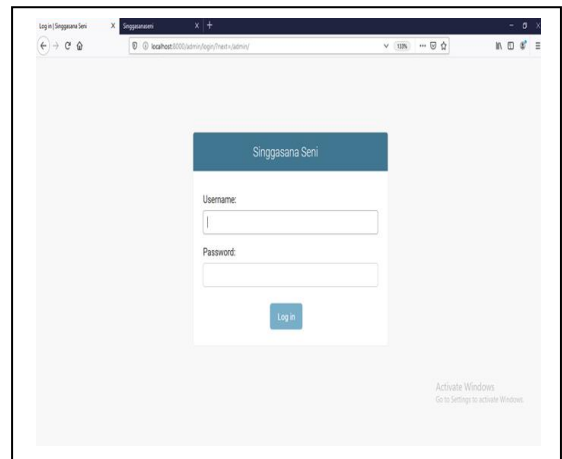 Log in | Singgasana Seni X Singgasanaseni X +
localhost:8000/admin/login/?next=/admin/ 133%
Singgasana Seni
Username:
Password:
Log in
Activate Windows
Go to Settings to activate Windows.